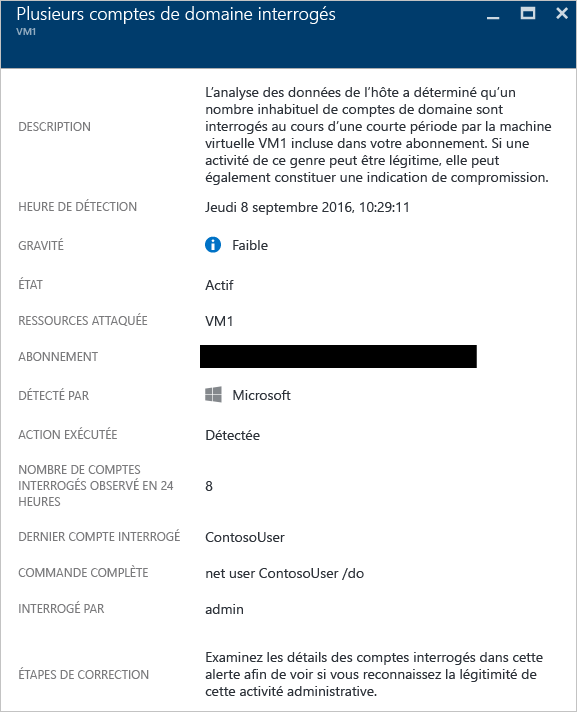 Plusieurs comptes de domaine interrogés
VM1
DESCRIPTION
L’analyse des données de l’hôte a déterminé qu’un
nombre inhabituel de comptes de domaine sont
interrogés au cours d’une courte période par la machine
virtuelle VM1 incluse dans votre abonnement. Si une
activité de ce genre peut être légitime, elle peut
également constituer une indication de compromission.
HEURE DE DÉTECTION
Jeudi 8 septembre 2016, 10:29:11
GRAVITÉ
Faible
ÉTAT
Actif
RESSOURCES ATTAQUÉE
VM1
ABONNEMENT
DÉTECTÉ PAR
Microsoft
ACTION EXÉCUTÉE
Détectée
NOMBRE DE COMPTES
INTERROGÉS OBSERVÉ EN 24
HEURES
8
DERNIER COMPTE INTERROGÉ
ContosoUser
COMMANDE COMPLÈTE
net user ContosoUser /do
INTERROGÉ PAR
admin
ÉTAPES DE CORRECTION
Examinez les détails des comptes interrogés dans cette
alerte afin de voir si vous reconnaissez la légitimité de
cette activité administrative.